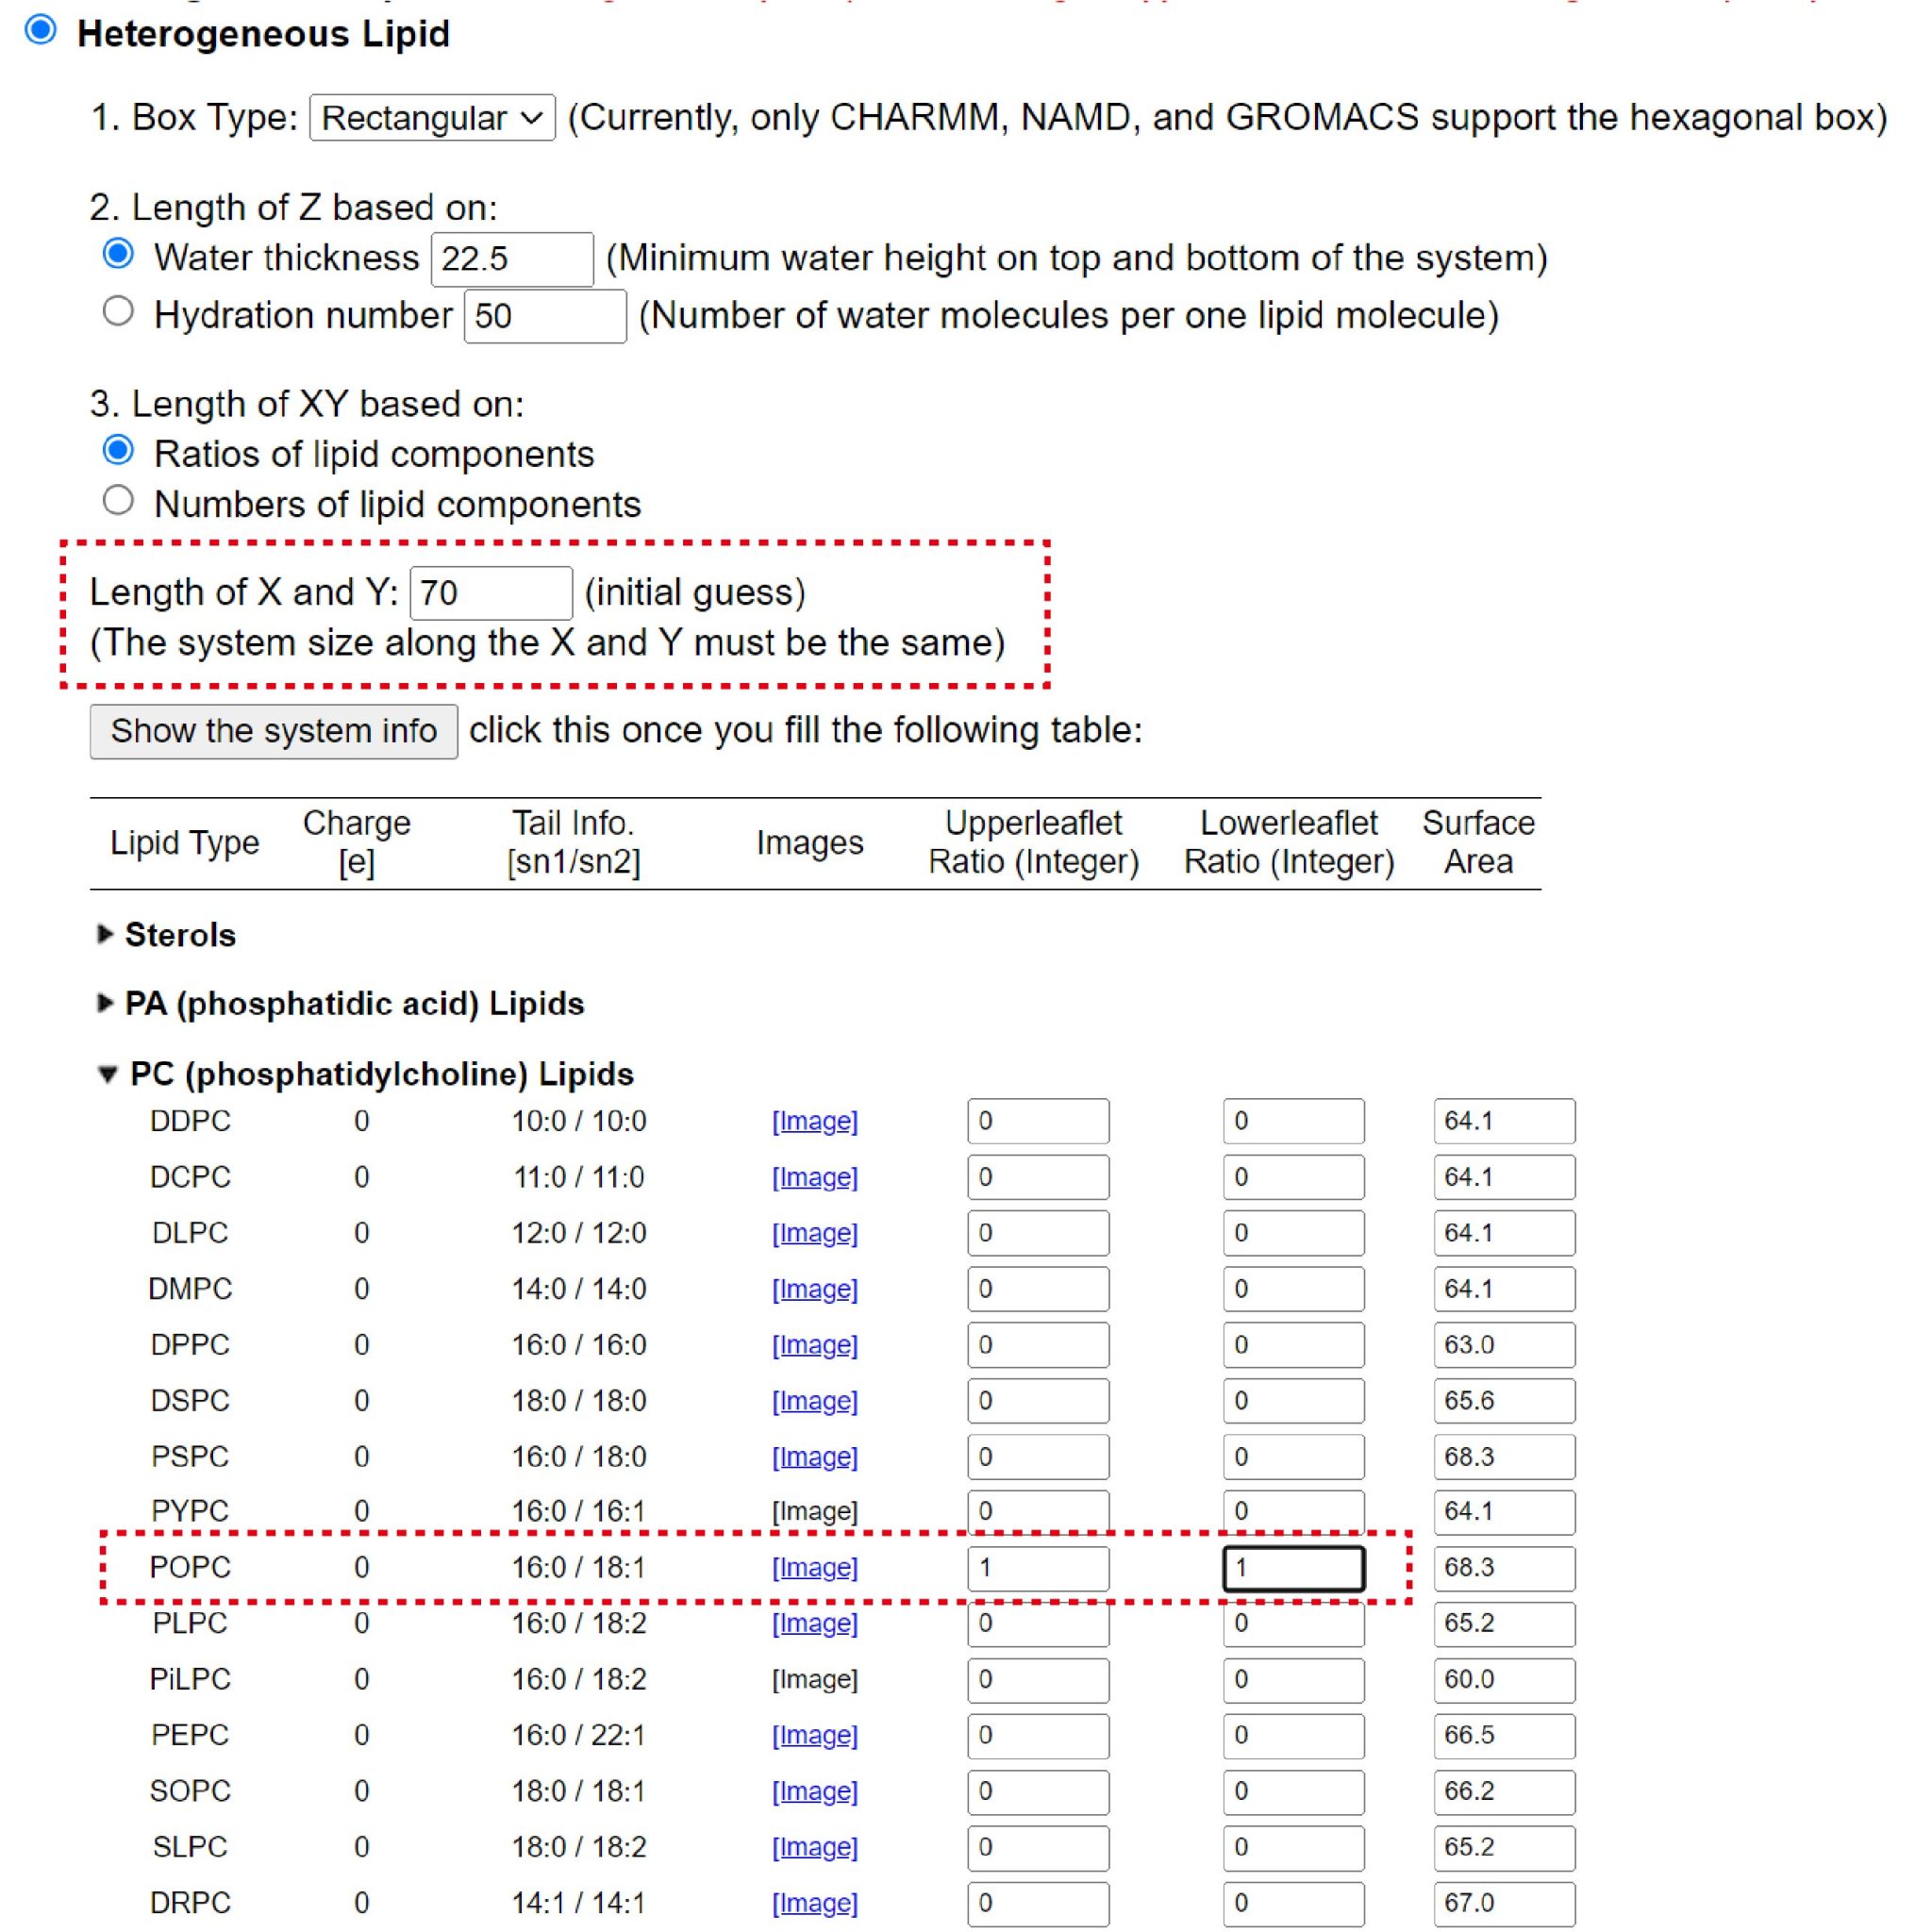 Heterogeneous Lipid
1. Box Type: Rectangular (Currently, only CHARMM, NAMD, and GROMACS support the hexagonal box)
2. Length of Z based on:
Water thickness 22.5 (Minimum water height on top and bottom of the system)
Hydration number 50 (Number of water molecules per one lipid molecule)
3. Length of XY based on:
Ratios of lipid components
Numbers of lipid components
Length of X and Y: 70 (initial guess)
(The system size along the X and Y must be the same)
Show the system info click this once you fill the following table:
Lipid Type Charge [e] Tail Info. [sn1/sn2] Images Upperleaflet Ratio (Integer) Lowerleaflet Ratio (Integer) Surface Area
Sterols
PA (phosphatidic acid) Lipids
PC (phosphatidylcholine) Lipids
DDPC 0 10:0 / 10:0 [Image] 0 0 64.1
DCPC 0 11:0 / 11:0 [Image] 0 0 64.1
DLPC 0 12:0 / 12:0 [Image] 0 0 64.1
DMPC 0 14:0 / 14:0 [Image] 0 0 64.1
DPPC 0 16:0 / 16:0 [Image] 0 0 63.0
DSPC 0 18:0 / 18:0 [Image] 0 0 65.6
PSPC 0 16:0 / 18:0 [Image] 0 0 68.3
PYPC 0 16:0 / 16:1 [Image] 0 0 64.1
POPC 0 16:0 / 18:1 [Image] 1 1 68.3
PLPC 0 16:0 / 18:2 [Image] 0 0 65.2
PiLPC 0 16:0 / 18:2 [Image] 0 0 60.0
PEPC 0 16:0 / 22:1 [Image] 0 0 66.5
SOPC 0 18:0 / 18:1 [Image] 0 0 66.2
SLPC 0 18:0 / 18:2 [Image] 0 0 65.2
DRPC 0 14:1 / 14:1 [Image] 0 0 67.0